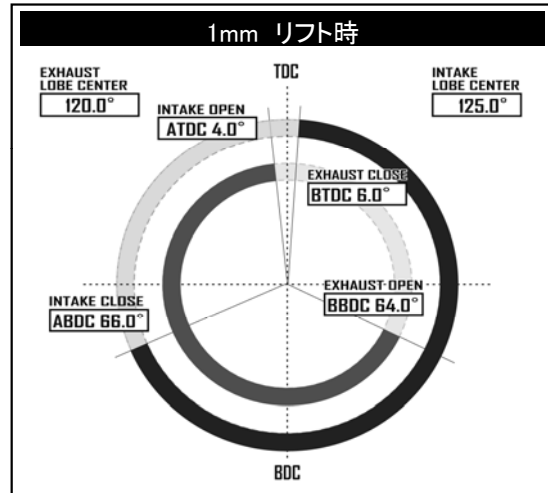 1mm リフト時
EXHAUST
LOBE CENTER
120.0°
TDC
INTAKE
LOBE CENTER
125.0°
INTAKE OPEN
ATDC 4.0°
EXHAUST CLOSE
BTDC 6.0°
EXHAUST OPEN
BBDC 64.0°
INTAKE CLOSE
ABDC 66.0°
BDC